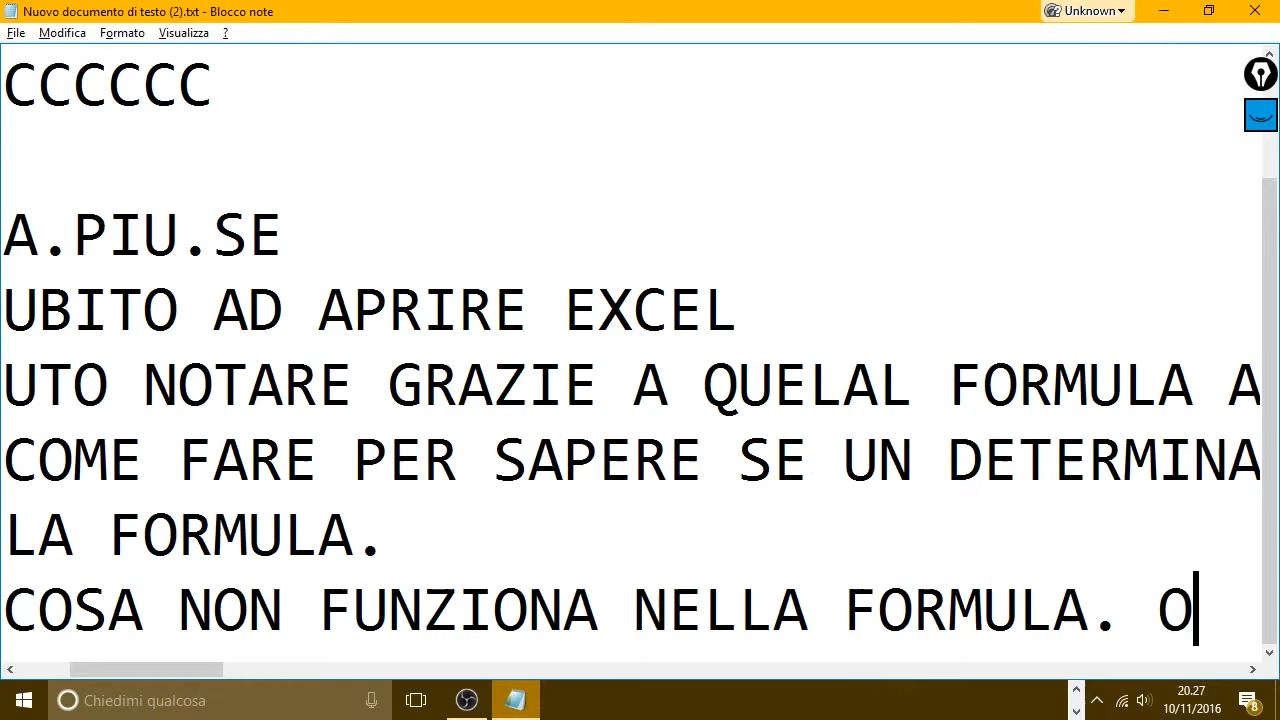 Nuovo documento di testo (2).txt - Blocco note
Unknown
File Modifica Formato Visualizza ?
CCCCCC
A.PIU.SE
UBITO AD APRIRE EXCEL
UTO NOTARE GRAZIE A QUELAL FORMULA A
COME FARE PER SAPERE SE UN DETERMINA
LA FORMULA.
COSA NON FUNZIONA NELLA FORMULA. O
Chiedimi qualcosa
20.27
10/11/2016
8